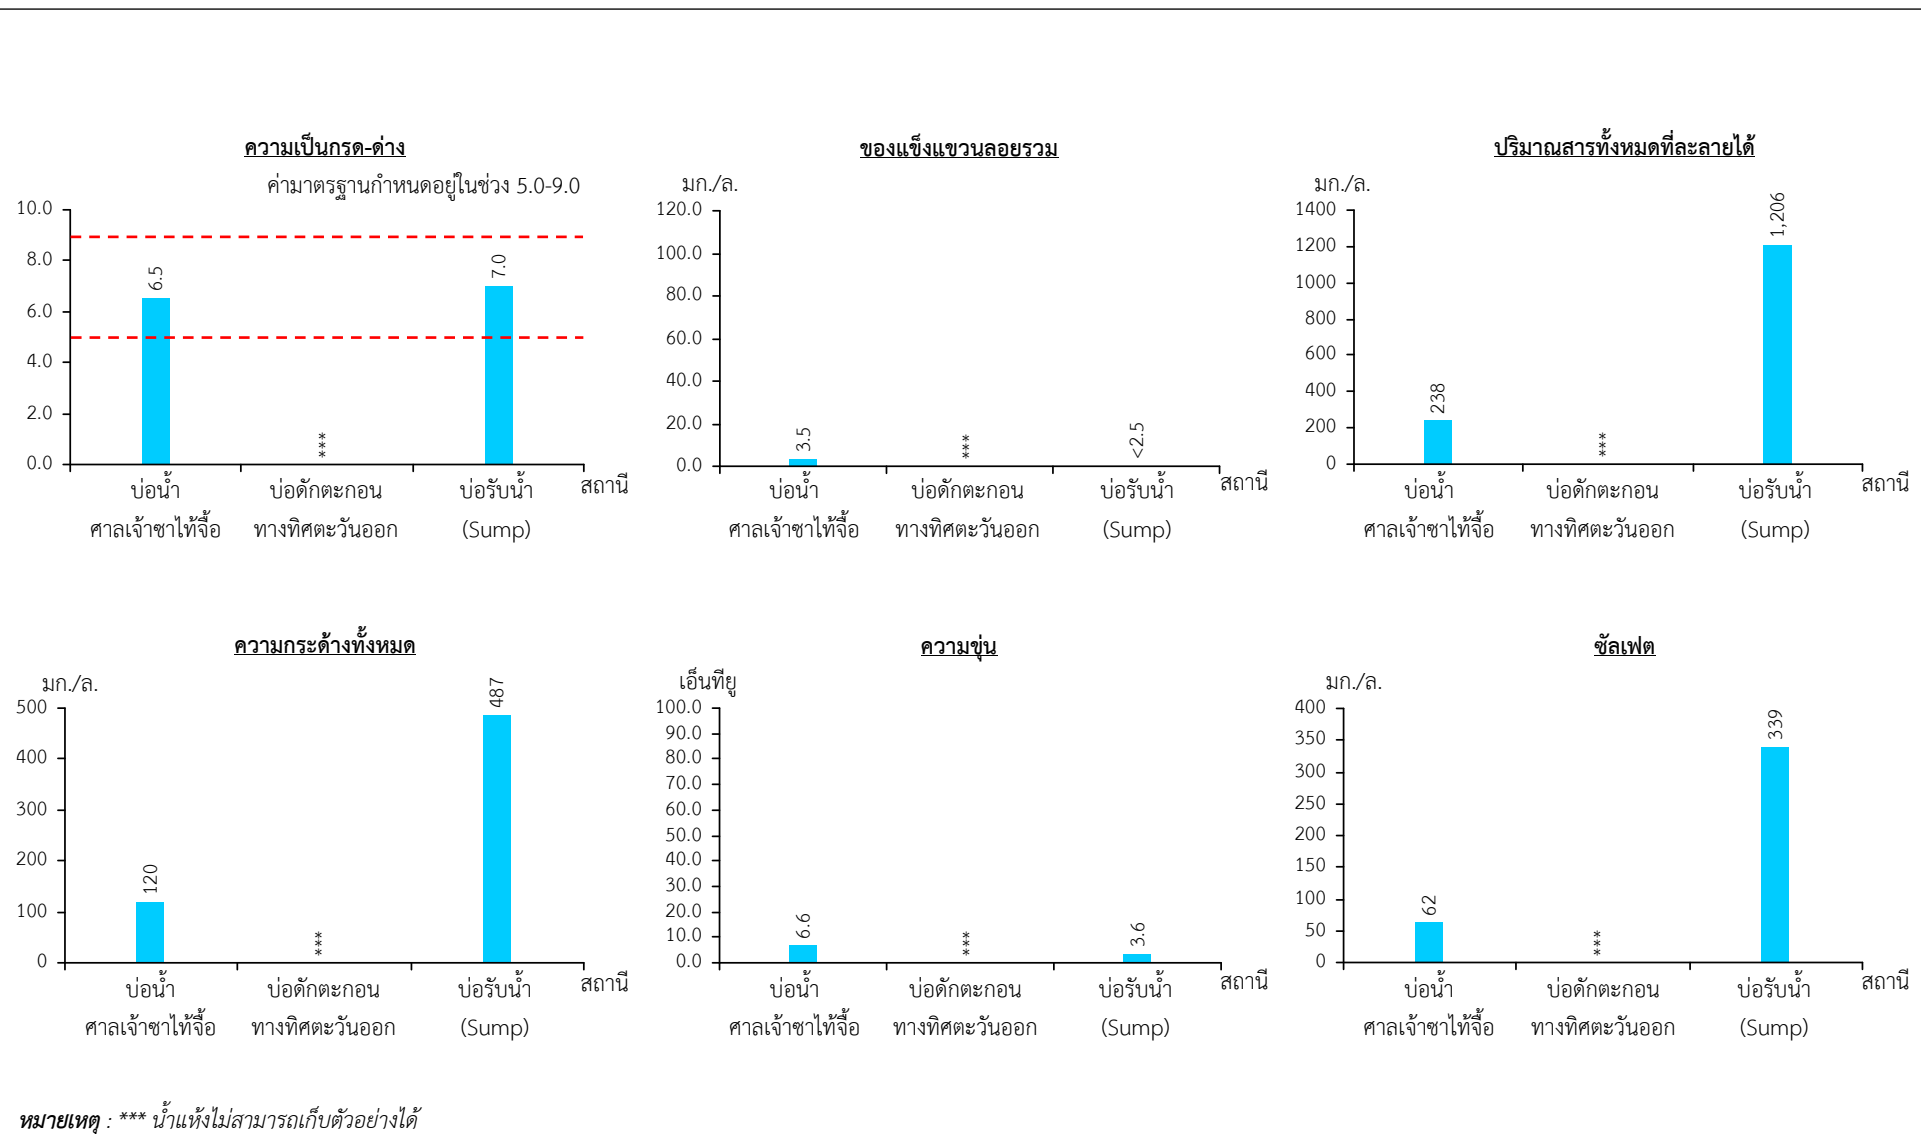 ความเป็นกรด-ด่าง
ค่ามาตรฐานกำหนดอยู่ในช่วง 5.0-9.0
10.0
8.0
6.0
4.0
2.0
0.0
6.5
***
7.0
บ่อน้ำ บ่อดักตะกอน บ่อรับน้ำ สถานี
ศาลเจ้าซาไท้จื้อ ทางทิศตะวันออก (Sump)
ของแข็งแขวนลอยรวม
มก./ล.
120.0
100.0
80.0
60.0
40.0
20.0
0.0
3.5
***
<2.5
บ่อน้ำ บ่อดักตะกอน บ่อรับน้ำ สถานี
ศาลเจ้าซาไท้จื้อ ทางทิศตะวันออก (Sump)
ปริมาณสารทั้งหมดที่ละลายได้
มก./ล.
1400
1200
1000
800
600
400
200
0
238
***
1,206
บ่อน้ำ บ่อดักตะกอน บ่อรับน้ำ สถานี
ศาลเจ้าซาไท้จื้อ ทางทิศตะวันออก (Sump)
ความกระด้างทั้งหมด
มก./ล.
500
400
300
200
100
0
120
***
487
บ่อน้ำ บ่อดักตะกอน บ่อรับน้ำ สถานี
ศาลเจ้าซาไท้จื้อ ทางทิศตะวันออก (Sump)
ความขุ่น
เอ็นทียู
100.0
90.0
80.0
70.0
60.0
50.0
40.0
30.0
20.0
10.0
0.0
6.6
***
3.6
บ่อน้ำ บ่อดักตะกอน บ่อรับน้ำ สถานี
ศาลเจ้าซาไท้จื้อ ทางทิศตะวันออก (Sump)
ซัลเฟต
มก./ล.
400
350
300
250
200
150
100
50
0
62
***
339
บ่อน้ำ บ่อดักตะกอน บ่อรับน้ำ สถานี
ศาลเจ้าซาไท้จื้อ ทางทิศตะวันออก (Sump)
หมายเหตุ : *** น้ำแห้งไม่สามารถเก็บตัวอย่างได้